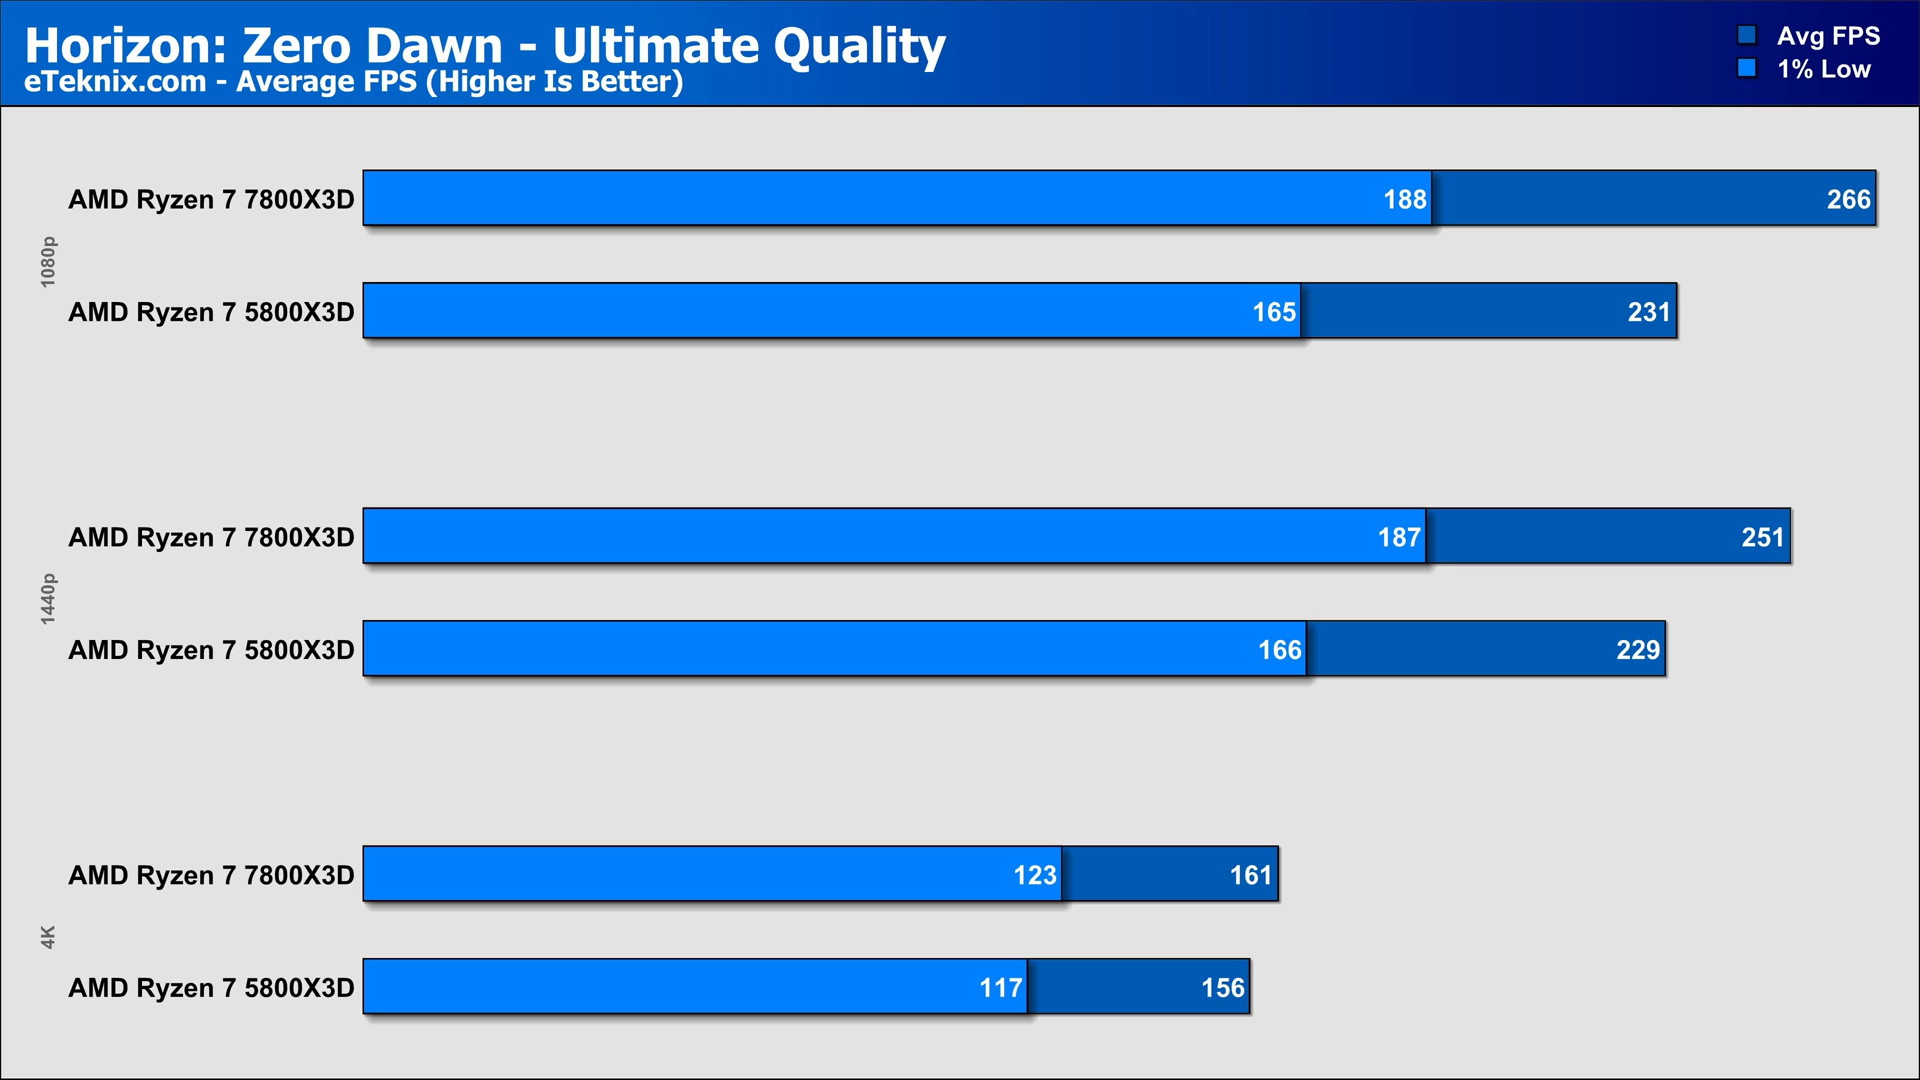 Horizon: Zero Dawn - Ultimate Quality
eTeknix.com - Average FPS (Higher Is Better)
Avg FPS
1% Low
1080p
AMD Ryzen 7 7800X3D 188 266
AMD Ryzen 7 5800X3D 165 231
1440p
AMD Ryzen 7 7800X3D 187 251
AMD Ryzen 7 5800X3D 166 229
4K
AMD Ryzen 7 7800X3D 123 161
AMD Ryzen 7 5800X3D 117 156